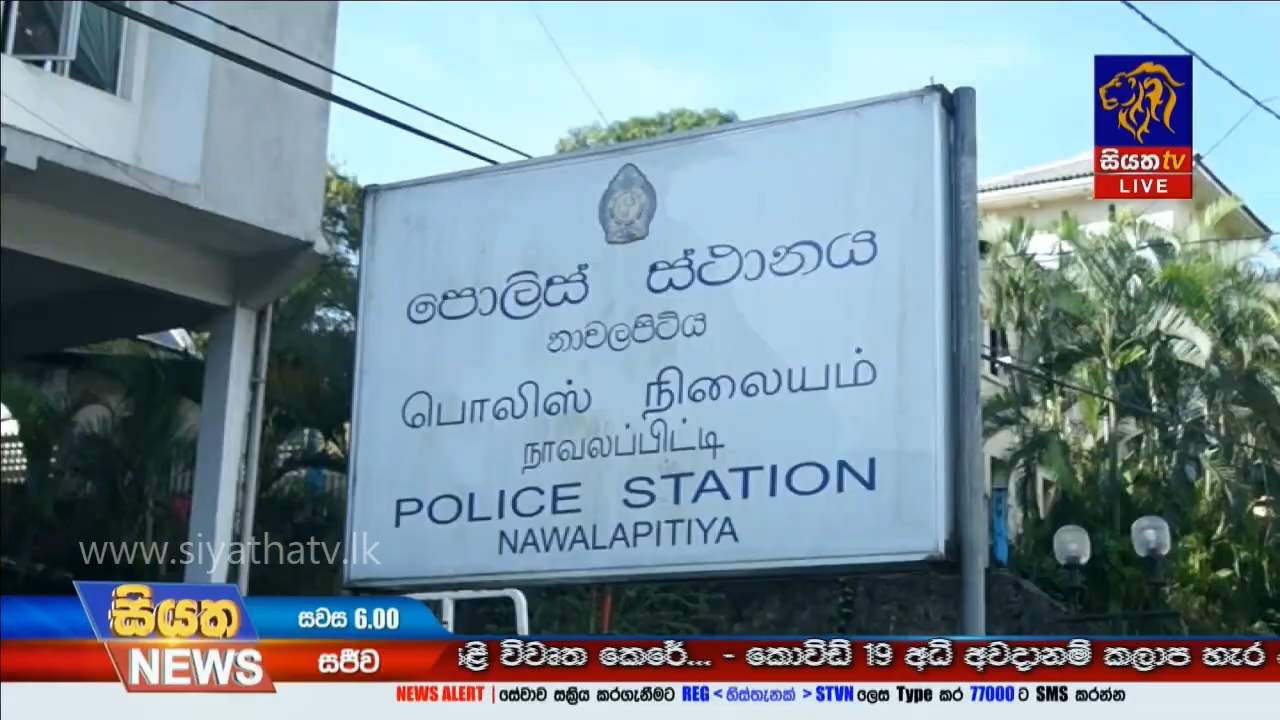 සියත tv
LIVE
පොලිස් ස්ථානය
නාවලපිටිය
பொலிஸ் நிலையம்
நாவலப்பிட்டி
POLICE STATION
NAWALAPITIYA
www.siyathatv.lk
සියත
NEWS
සවස 6.00
සජීව
විවෘත කෙරේ... - කොවිඩ් 19 අධි අවදානම් කලාප හැර
NEWS ALERT | සේවාව සක්‍රිය කරගැනීමට REG < හිස්තැනක් > STVN ලෙස Type කර 77000 ට SMS කරන්න